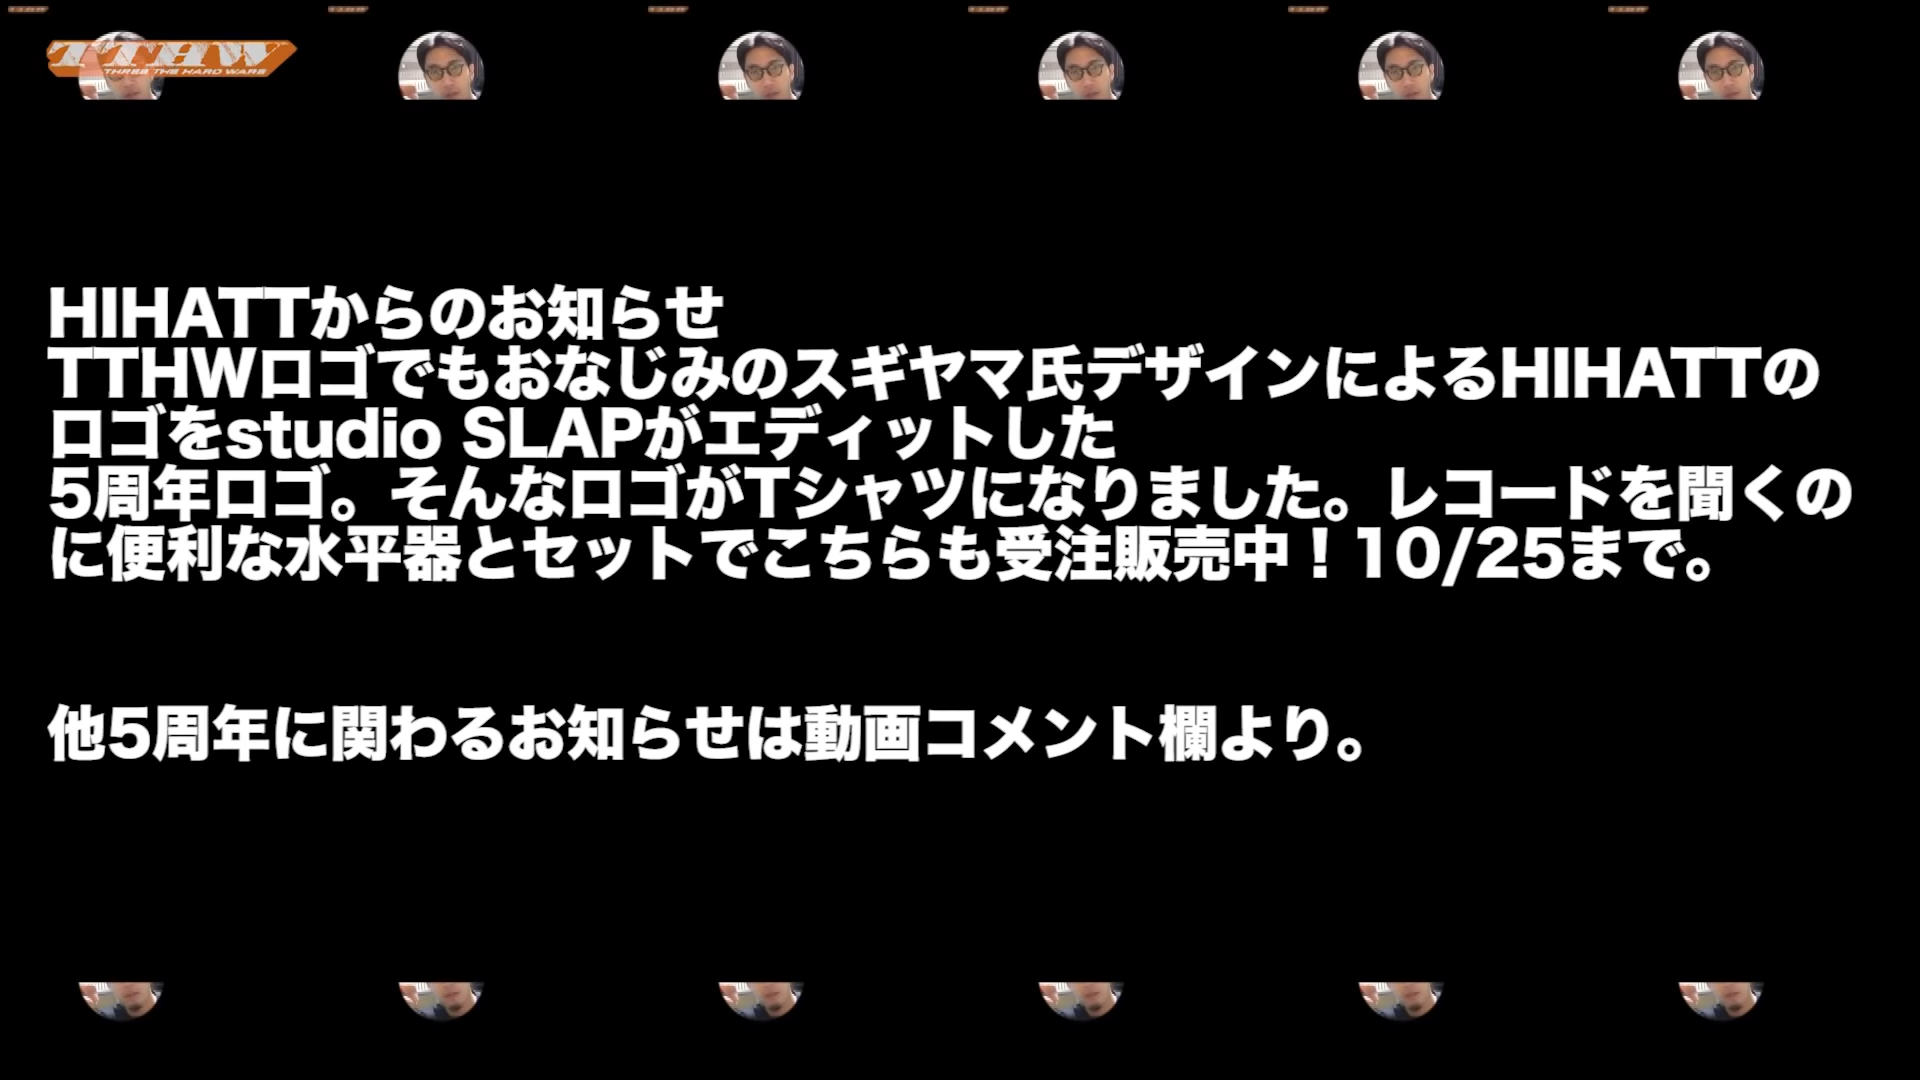 TTHW
THREE THE HARD WARE
HIHATTからのお知らせ
TTHWロゴでもおなじみのスギヤマ氏デザインによるHIHATTの
ロゴをstudio SLAPがエディットした
5周年ロゴ。そんなロゴがTシャツになりました。レコードを聞くの
に便利な水平器とセットでこちらも受注販売中！10/25まで。
他5周年に関わるお知らせは動画コメント欄より。